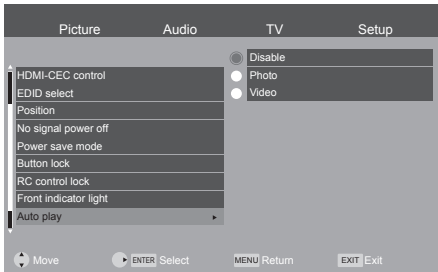 Picture Audio TV Setup
HDMI-CEC control
EDID select
Position
No signal power off
Power save mode
Button lock
RC control lock
Front indicator light
Auto play
Disable
Photo
Video
Move ENTER Select MENU Return EXIT Exit